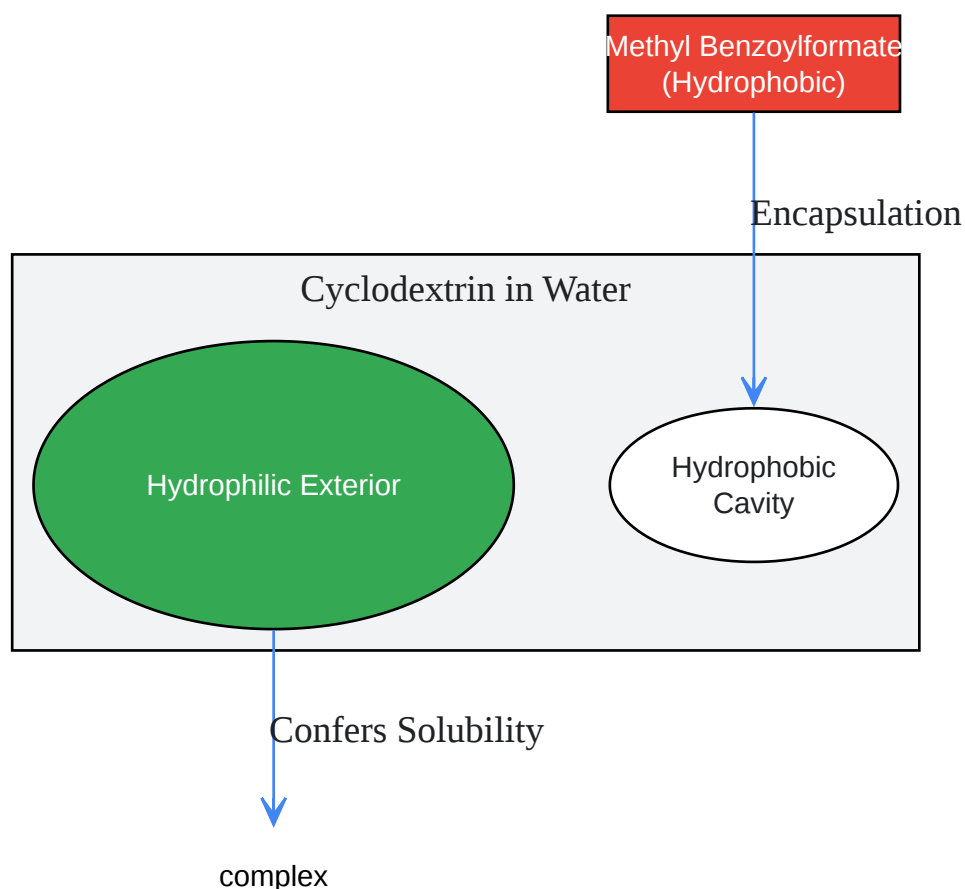 Methyl Benzoylformate
(Hydrophobic)
Encapsulation
Cyclodextrin in Water
Hydrophilic Exterior
Hydrophobic
Cavity
Confers Solubility
complex